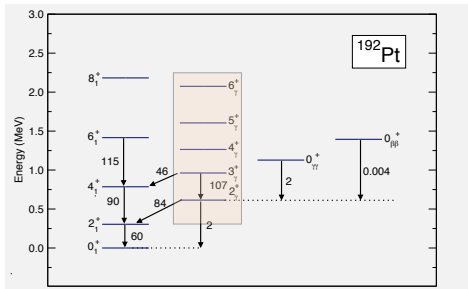 3.0
2.5
2.0
1.5
1.0
0.5
0.0
Energy (MeV)
192Pt
8₁⁺
6₁⁺
4₁⁺
2₁⁺
0₁⁺
115
90
60
46
84
6ᵧ⁺
5ᵧ⁺
4ᵧ⁺
3ᵧ⁺
2ᵧ⁺
107
2
0ᵧᵧ⁺
2
0ᵦᵦ⁺
0.004